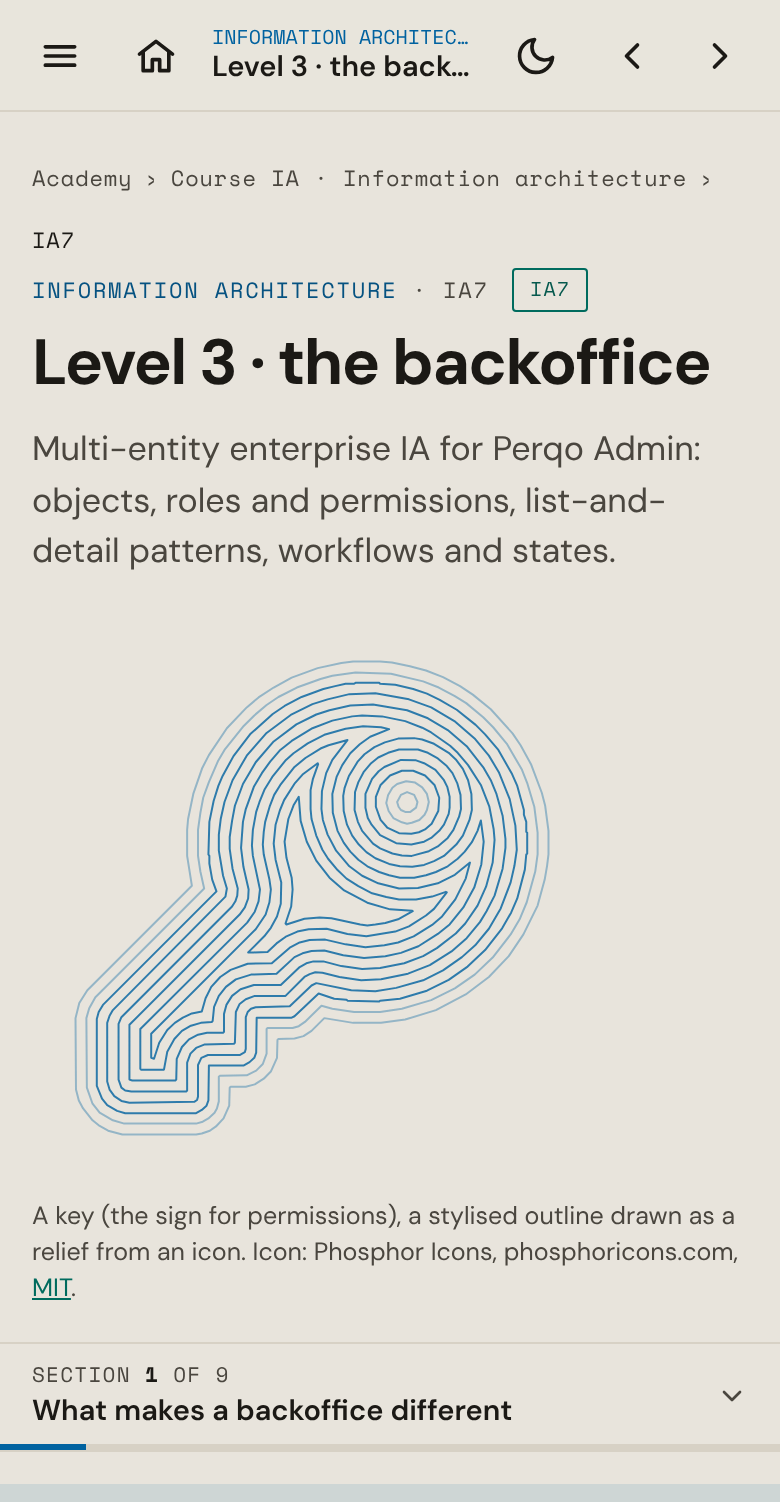 INFORMATION ARCHITEC…
Level 3 · the back…
Academy › Course IA · Information architecture ›
IA7
INFORMATION ARCHITECTURE · IA7 IA7
Level 3 · the backoffice
Multi-entity enterprise IA for Perqo Admin:
objects, roles and permissions, list-and-
detail patterns, workflows and states.
A key (the sign for permissions), a stylised outline drawn as a
relief from an icon. Icon: Phosphor Icons, phosphoricons.com,
MIT.
SECTION 1 OF 9
What makes a backoffice different